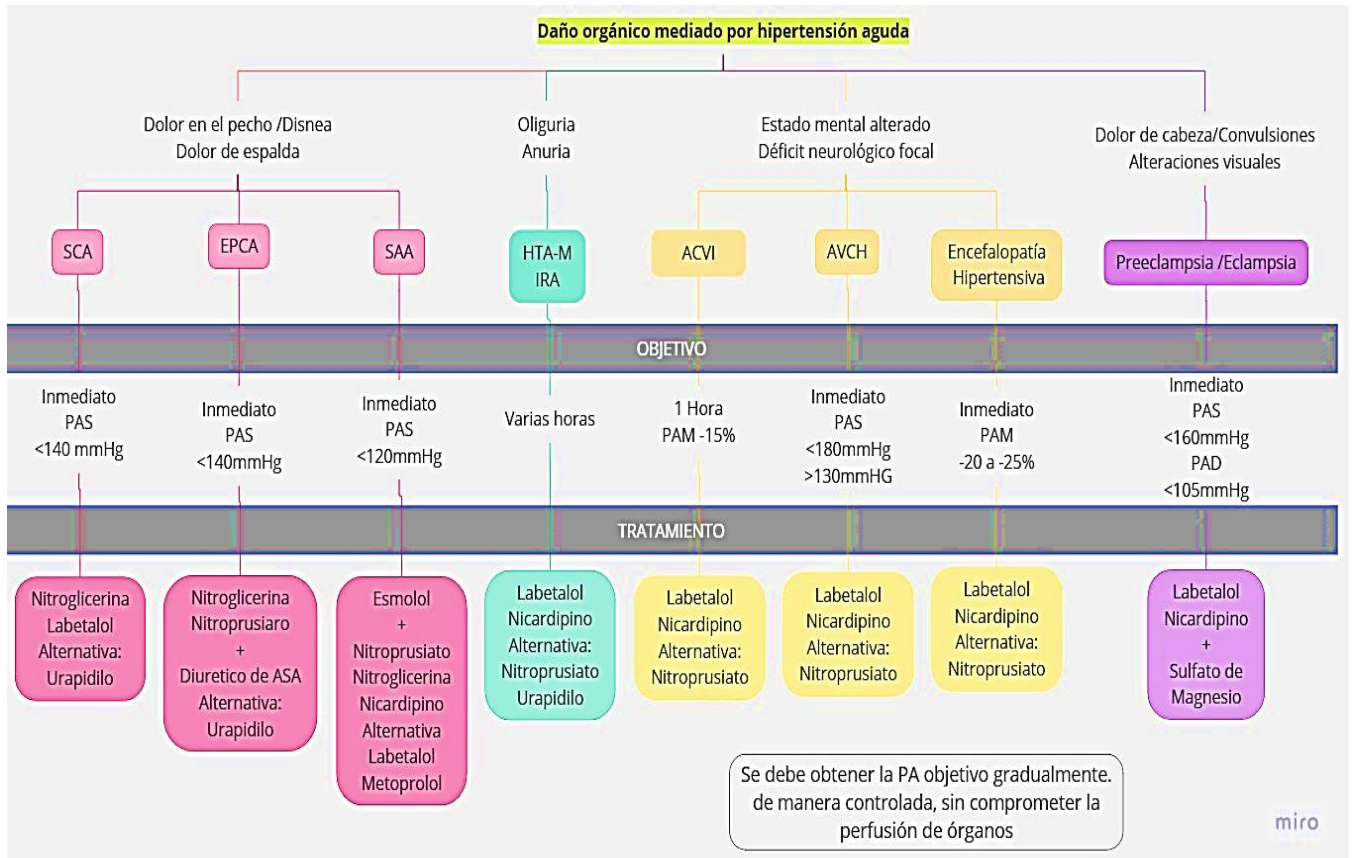 Daño orgánico mediado por hipertensión aguda
Dolor en el pecho /Disnea
Dolor de espalda
Oliguria
Anuria
Estado mental alterado
Déficit neurológico focal
Dolor de cabeza/Convulsiones
Alteraciones visuales
SCA
EPCA
SAA
HTA-M
IRA
ACVI
AVCH
Encefalopatía
Hipertensiva
Preeclampsia /Eclampsia
OBJETIVO
Inmediato
PAS
<140 mmHg
Inmediato
PAS
<140mmHg
Inmediato
PAS
<120mmHg
Varias horas
1 Hora
PAM -15%
Inmediato
PAS
<180mmHg
>130mmHG
Inmediato
PAM
-20 a -25%
Inmediato
PAS
<160mmHg
PAD
<105mmHg
TRATAMIENTO
Nitroglicerina
Labetalol
Alternativa:
Urapidilo
Nitroglicerina
Nitroprusiaro
+
Diuretico de ASA
Alternativa:
Urapidilo
Esmolol
+
Nitroprusiato
Nitroglicerina
Nicardipino
Alternativa
Labetalol
Metoprolol
Labetalol
Nicardipino
Alternativa:
Nitroprusiato
Urapidilo
Labetalol
Nicardipino
Alternativa:
Nitroprusiato
Labetalol
Nicardipino
Alternativa:
Nitroprusiato
Labetalol
Nicardipino
Alternativa:
Nitroprusiato
Labetalol
Nicardipino
+
Sulfato de
Magnesio
Se debe obtener la PA objetivo gradualmente.
de manera controlada, sin comprometer la
perfusión de órganos
miro